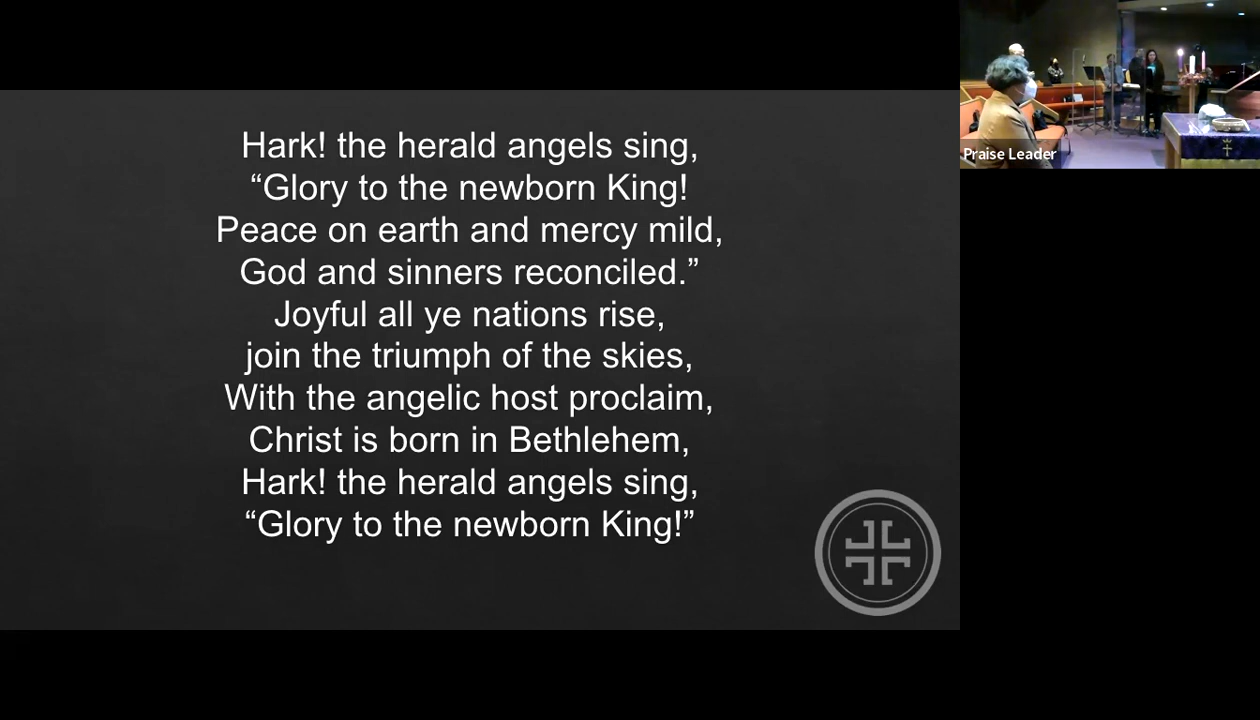 Hark! the herald angels sing,
“Glory to the newborn King!
Peace on earth and mercy mild,
God and sinners reconciled.”
Joyful all ye nations rise,
join the triumph of the skies,
With the angelic host proclaim,
Christ is born in Bethlehem,
Hark! the herald angels sing,
“Glory to the newborn King!”
Praise Leader